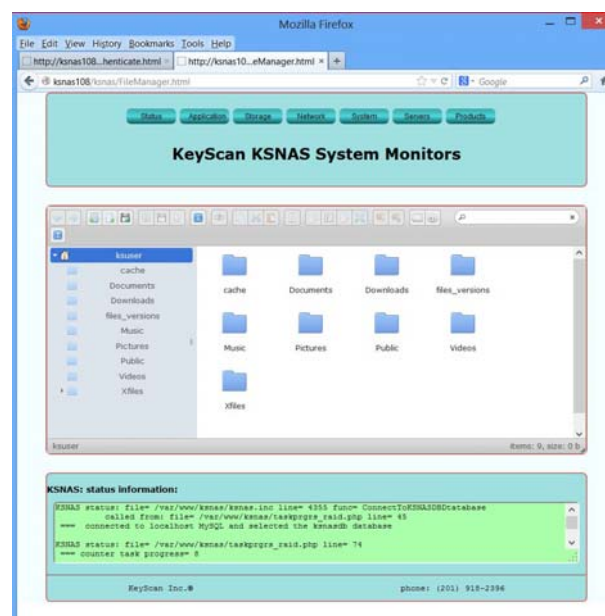 Mozilla Firefox
File Edit View History Bookmarks Tools Help
http://ksnas108...henticate.html × http://ksnas10...eManager.html × +
ksnas108/ksnas/FileManager.html
Google
Status Application Storage Network System Servers Products
KeyScan KSNAS System Monitors
ksuser
cache
Documents
Downloads
files_versions
Music
Pictures
Public
Videos
Xfiles
cache Documents Downloads files_versions
Music Pictures Public Videos
Xfiles
ksuser items: 9, size: 0 b
KSNAS: status information:
KSNAS status: file= /var/www/ksnas/ksnas.inc line= 4355 func= ConnectToKSNASDBDtatabase
called from: file= /var/www/ksnas/taskprgrs_raid.php line= 45
=== connected to localhost MySQL and selected the ksnasdb database
KSNAS status: file= /var/www/ksnas/taskprgrs_raid.php line= 74
=== counter task progress= 8
KeyScan Inc.® phone: (201) 918-2396